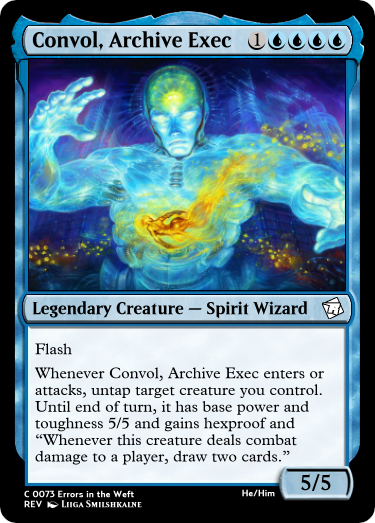 Convol, Archive Exec 1
Legendary Creature — Spirit Wizard
Flash
Whenever Convol, Archive Exec enters or
attacks, untap target creature you control.
Until end of turn, it has base power and
toughness 5/5 and gains hexproof and
“Whenever this creature deals combat
damage to a player, draw two cards.”
5/5
C 0073 Errors in the Weft He/Him
REV Liiga Smilshkalne